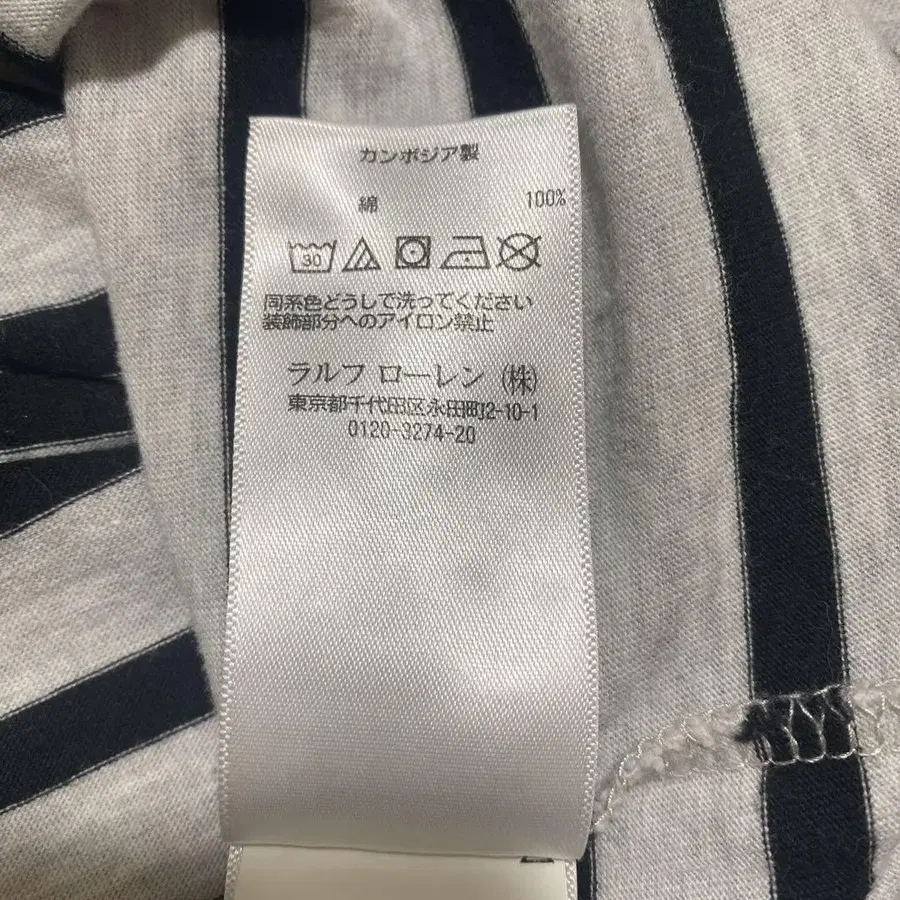 カンボジア製
綿 100%
30
同系色どうしで洗ってください
装飾部分へのアイロン禁止
ラルフ ローレン (株)
東京都千代田区永田町2-10-1
0120-3274-20